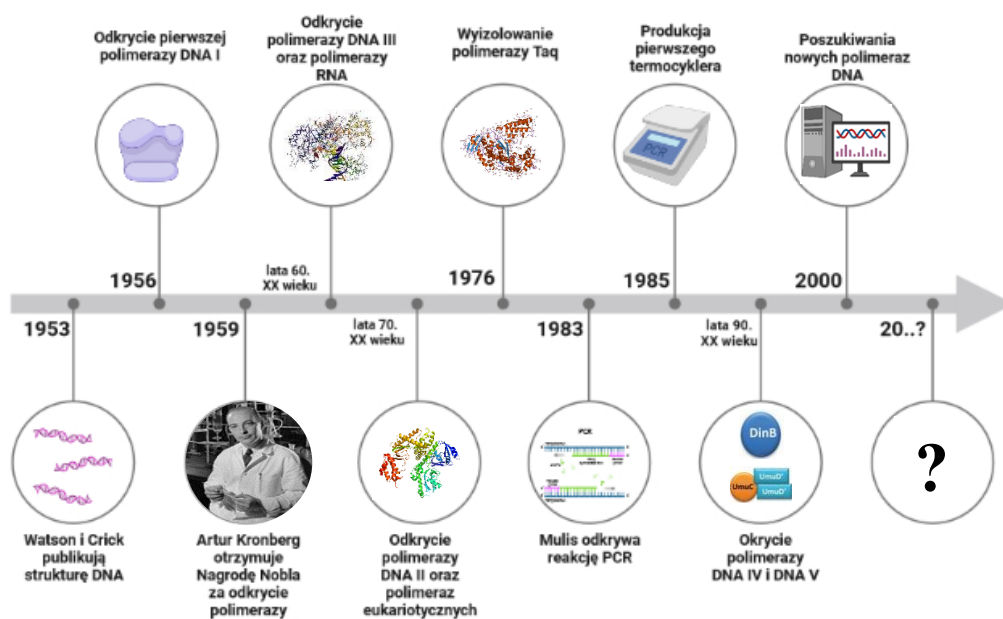 Odkrycie pierwszej
polimerazy DNA I
Odkrycie
polimerazy DNA III
oraz polimerazy
RNA
Wyizolowanie
polimerazy Taq
Produkcja
pierwszego
termocyklera
Poszukiwania
nowych polimeraz
DNA
PCR
1956
lata 60.
XX wieku
1976
1985
2000
1953
1959
lata 70.
XX wieku
1983
lata 90.
XX wieku
20..?
PCR
DinB
UmuC
UmuD'
UmuD'
?
Watson i Crick
publikują
strukturę DNA
Artur Kronberg
otrzymuje
Nagrodę Nobla
za odkrycie
polimerazy
Odkrycie
polimerazy
DNA II oraz
polimeraz
eukariotycznych
Mulis odkrywa
reakcję PCR
Okrycie
polimerazy
DNA IV i DNA V